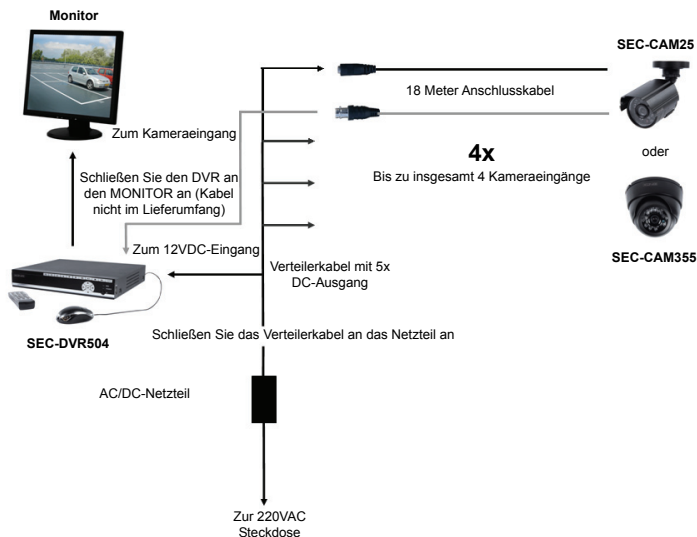 Monitor
SEC-CAM25
18 Meter Anschlusskabel
Zum Kameraeingang
4x
oder
Bis zu insgesamt 4 Kameraeingänge
Schließen Sie den DVR an
den MONITOR an (Kabel
nicht im Lieferumfang)
Zum 12VDC-Eingang
SEC-CAM355
Verteilerkabel mit 5x
DC-Ausgang
SEC-DVR504
Schließen Sie das Verteilerkabel an das Netzteil an
AC/DC-Netzteil
Zur 220VAC
Steckdose